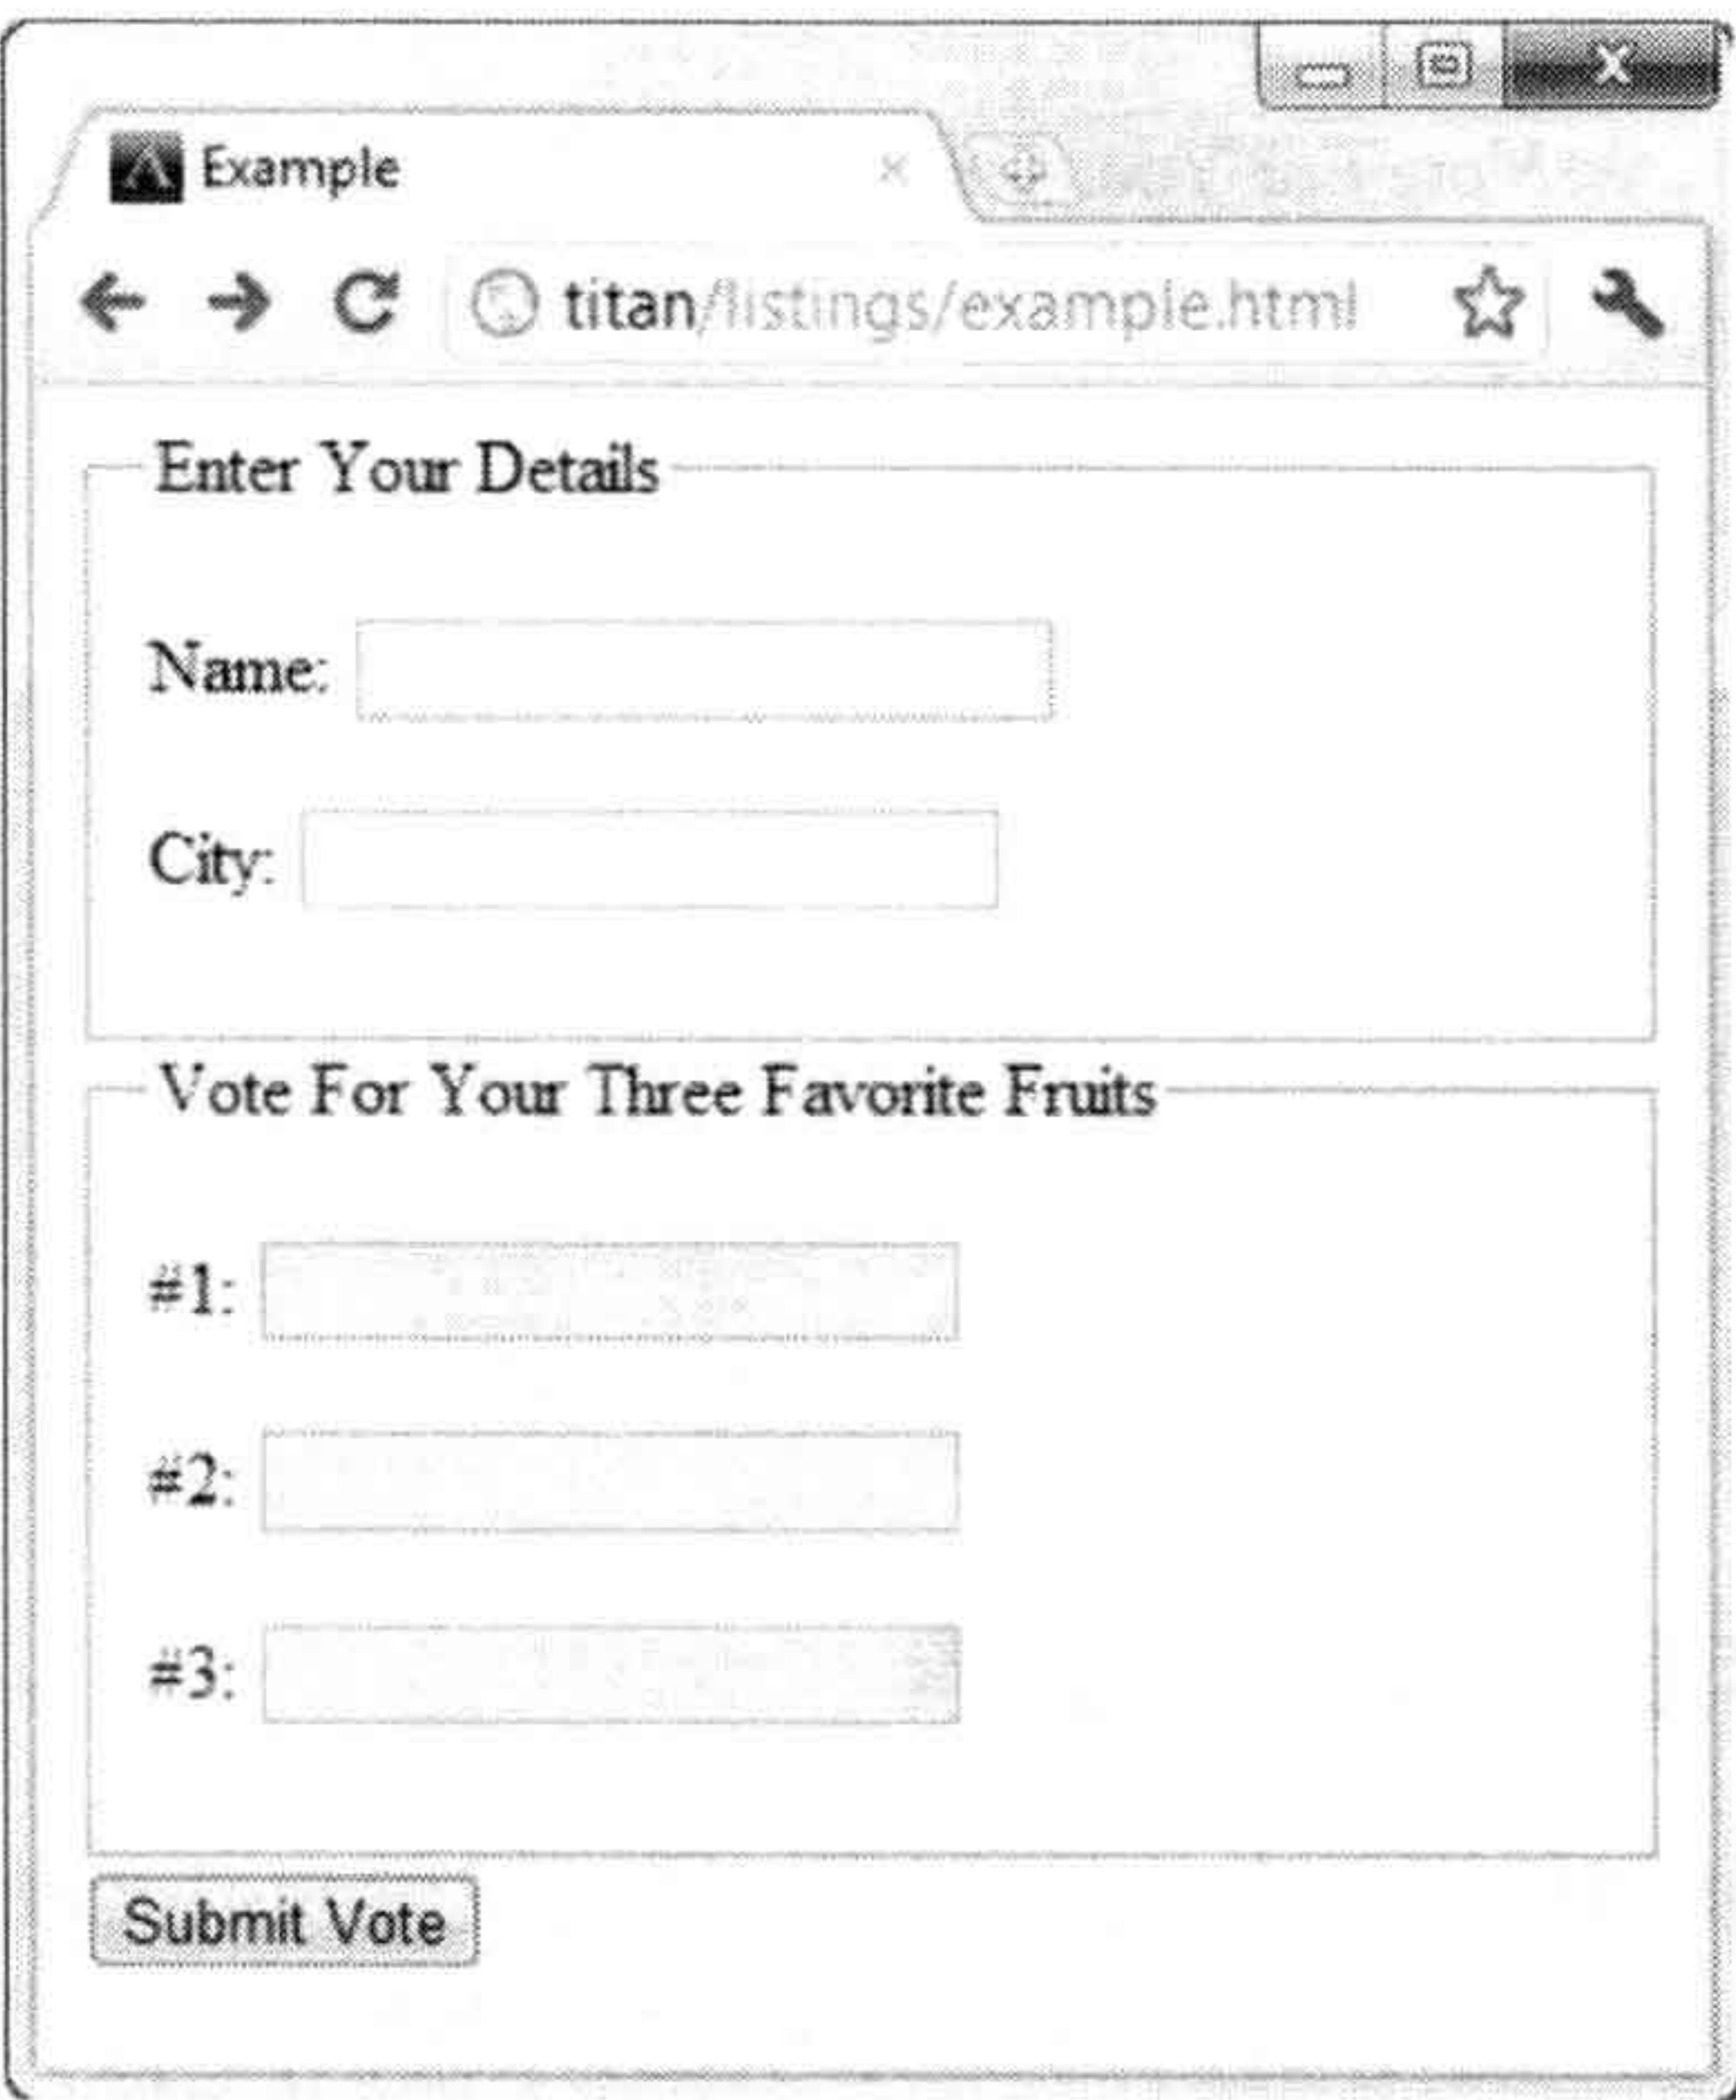 Example
titan/listings/example.html
Enter Your Details
Name:
City:
Vote For Your Three Favorite Fruits
#1:
#2:
#3:
Submit Vote